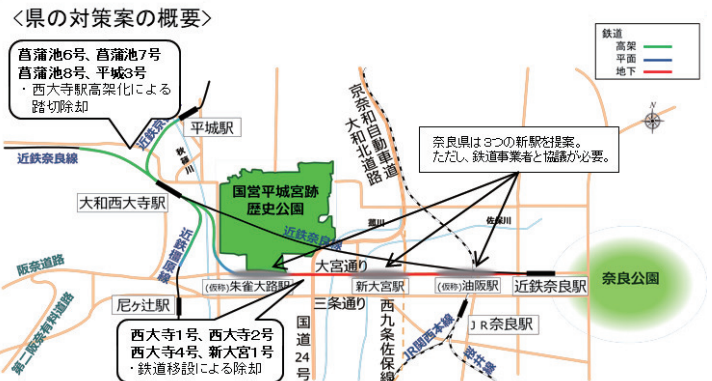 ＜県の対策案の概要＞
菖蒲池6号、菖蒲池7号
菖蒲池8号、平城3号
・西大寺駅高架化による
踏切除却
鉄道
高架
平面
地下
N
京奈和自動車道
大和北道路
奈良県は3つの新駅を提案。
ただし、鉄道事業者と協議が必要。
近鉄京
平城駅
秋篠川
近鉄奈良線
国営平城宮跡
歴史公園
大和西大寺駅
菰川
佐保川
近鉄奈良線
近鉄橿原線
大宮通り
阪奈道路
(仮称)朱雀大路駅
新大宮駅
(仮称)油阪駅
近鉄奈良駅
奈良公園
尼ヶ辻駅
三条通り
第二阪奈有料道路
西大寺1号、西大寺2号
西大寺4号、新大宮1号
・鉄道移設による除却
国道24号
西九条佐保線
JR関西本線
JR奈良駅
桜井線